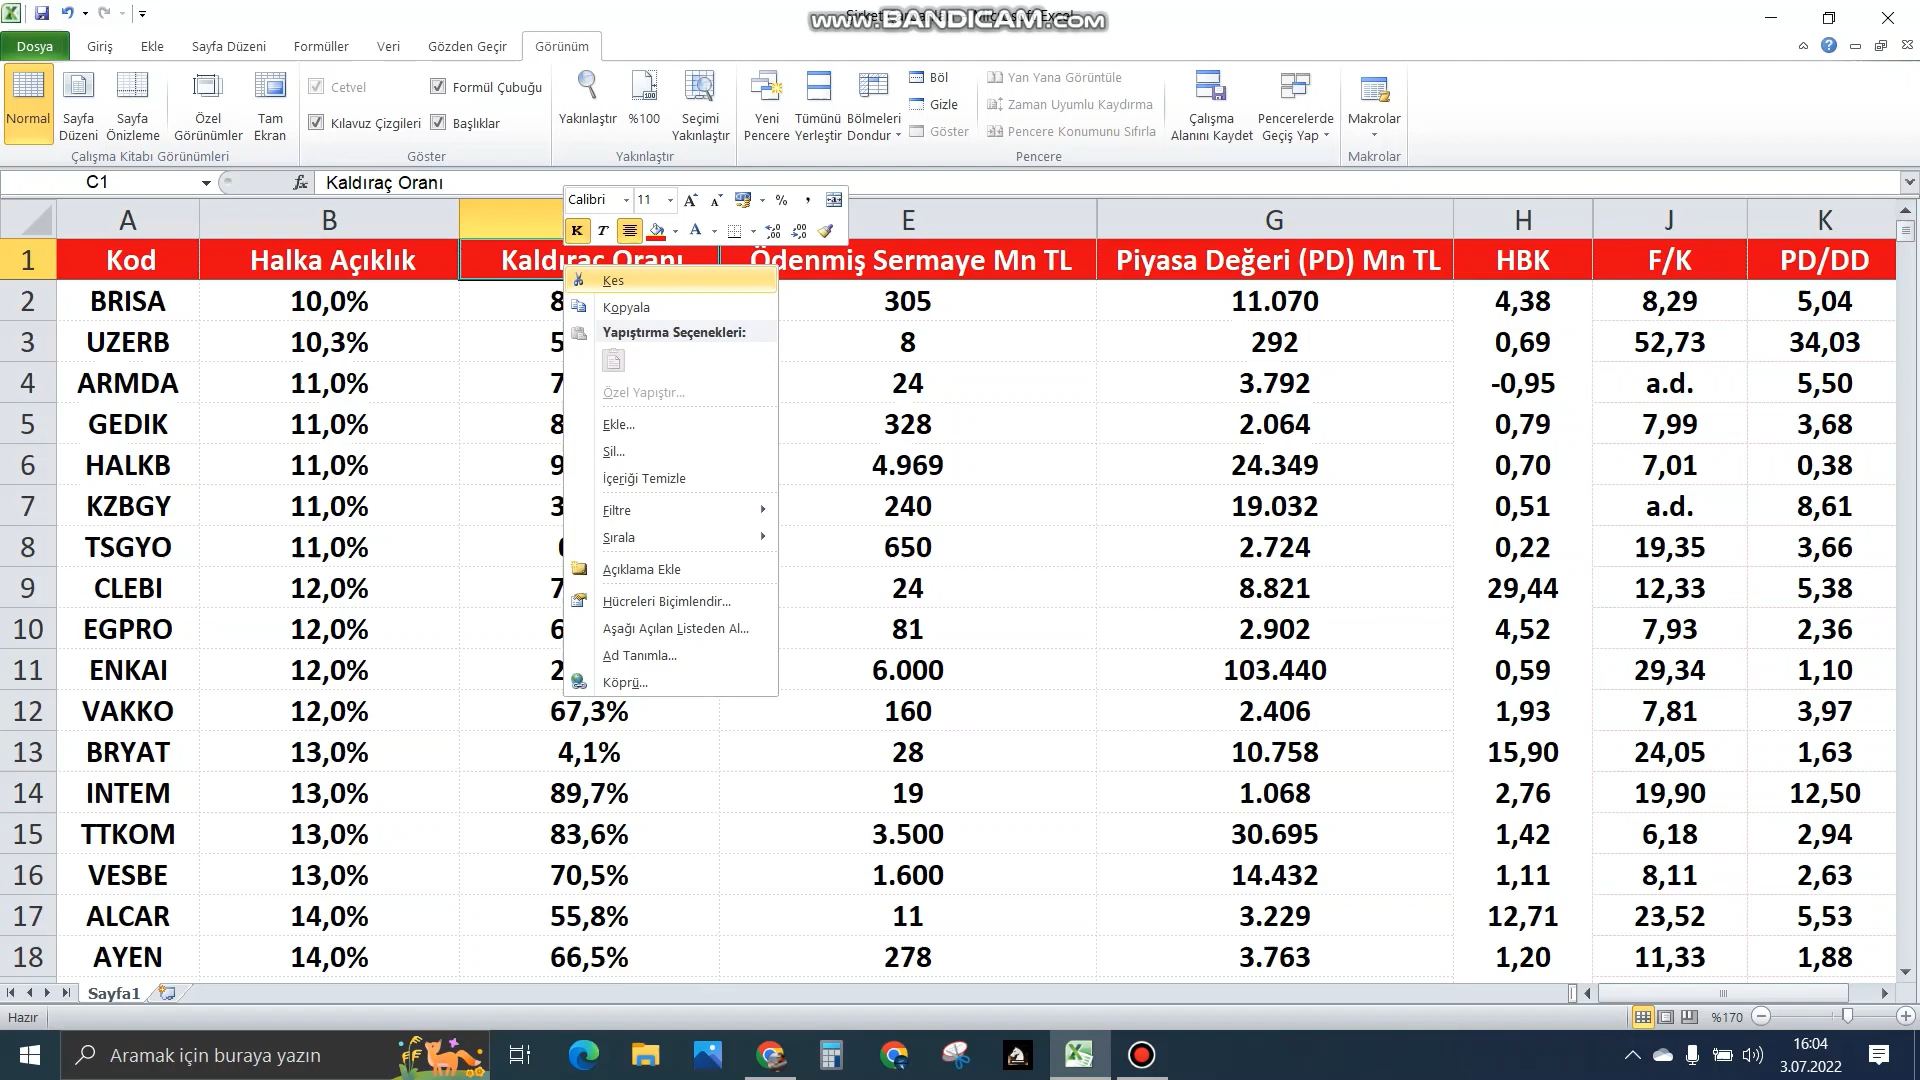 Şirket Microsoft Excel
www.BANDICAM.com
Dosya Giriş Ekle Sayfa Düzeni Formüller Veri Gözden Geçir Görünüm
Normal
Sayfa Düzeni
Sayfa Önizleme
Özel Görünümler
Tam Ekran
Çalışma Kitabı Görünümleri
Cetvel
Formül Çubuğu
Kılavuz Çizgileri
Başlıklar
Göster
Yakınlaştır
%100
Seçimi Yakınlaştır
Yakınlaştır
Yeni Pencere
Tümünü Yerleştir
Bölmeleri Dondur
Böl
Gizle
Göster
Yan Yana Görüntüle
Zaman Uyumlu Kaydırma
Pencere Konumunu Sıfırla
Çalışma Alanını Kaydet
Pencerelerde Geçiş Yap
Pencere
Makrolar
Makrolar
C1 fx Kaldıraç Oranı
Calibri 11 A A % ,
K T A
A B E G H J K
1 Kod Halka Açıklık Kaldıraç Oranı Ödenmiş Sermaye Mn TL Piyasa Değeri (PD) Mn TL HBK F/K PD/DD
2 BRISA 10,0% 8 305 11.070 4,38 8,29 5,04
3 UZERB 10,3% 5 8 292 0,69 52,73 34,03
4 ARMDA 11,0% 7 24 3.792 -0,95 a.d. 5,50
5 GEDIK 11,0% 8 328 2.064 0,79 7,99 3,68
6 HALKB 11,0% 9 4.969 24.349 0,70 7,01 0,38
7 KZBGY 11,0% 3 240 19.032 0,51 a.d. 8,61
8 TSGYO 11,0% 650 2.724 0,22 19,35 3,66
9 CLEBI 12,0% 7 24 8.821 29,44 12,33 5,38
10 EGPRO 12,0% 6 81 2.902 4,52 7,93 2,36
11 ENKAI 12,0% 2 6.000 103.440 0,59 29,34 1,10
12 VAKKO 12,0% 67,3% 160 2.406 1,93 7,81 3,97
13 BRYAT 13,0% 4,1% 28 10.758 15,90 24,05 1,63
14 INTEM 13,0% 89,7% 19 1.068 2,76 19,90 12,50
15 TTKOM 13,0% 83,6% 3.500 30.695 1,42 6,18 2,94
16 VESBE 13,0% 70,5% 1.600 14.432 1,11 8,11 2,63
17 ALCAR 14,0% 55,8% 11 3.229 12,71 23,52 5,53
18 AYEN 14,0% 66,5% 278 3.763 1,20 11,33 1,88
Kes
Kopyala
Yapıştırma Seçenekleri:
Özel Yapıştır...
Ekle...
Sil...
İçeriği Temizle
Filtre
Sırala
Açıklama Ekle
Hücreleri Biçimlendir...
Aşağı Açılan Listeden Al...
Ad Tanımla...
Köprü...
Sayfa1
Hazır
%170
Aramak için buraya yazın
16:04
3.07.2022